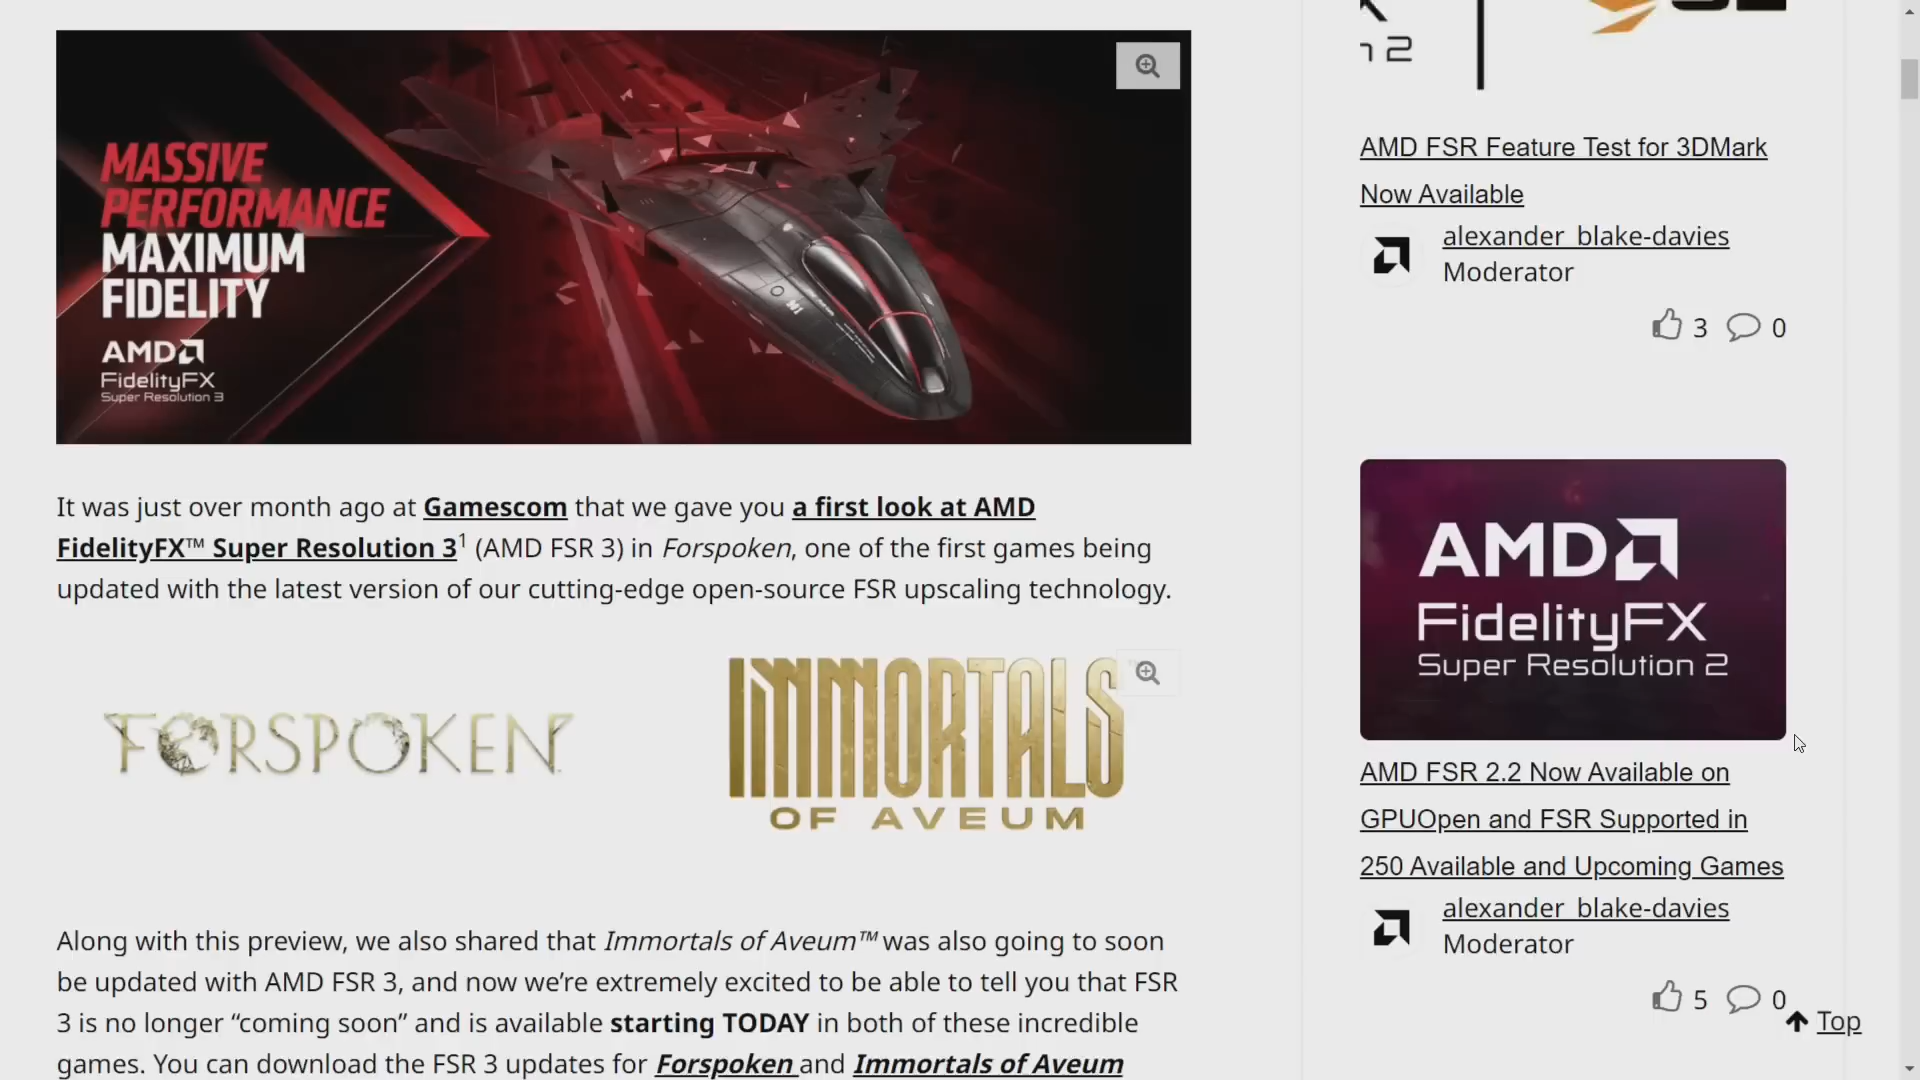 MASSIVE
PERFORMANCE
MAXIMUM
FIDELITY
AMD
FidelityFX
Super Resolution 3
It was just over month ago at Gamescom that we gave you a first look at AMD
FidelityFX™ Super Resolution 3¹ (AMD FSR 3) in Forspoken, one of the first games being
updated with the latest version of our cutting-edge open-source FSR upscaling technology.
FORSPOKEN
IMMORTALS
OF AVEUM
Along with this preview, we also shared that Immortals of Aveum™ was also going to soon
be updated with AMD FSR 3, and now we’re extremely excited to be able to tell you that FSR
3 is no longer “coming soon” and is available starting TODAY in both of these incredible
games. You can download the FSR 3 updates for Forspoken and Immortals of Aveum
2
AMD FSR Feature Test for 3DMark
Now Available
alexander_blake-davies
Moderator
3 0
AMD
FidelityFX
Super Resolution 2
AMD FSR 2.2 Now Available on
GPUOpen and FSR Supported in
250 Available and Upcoming Games
alexander_blake-davies
Moderator
5 0
Top